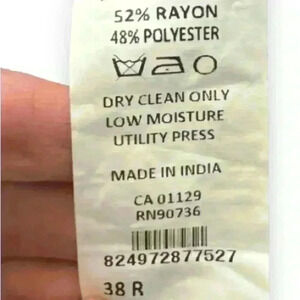 52% RAYON
48% POLYESTER
DRY CLEAN ONLY
LOW MOISTURE
UTILITY PRESS
MADE IN INDIA
CA 01129
RN90736
824972877527
38 R